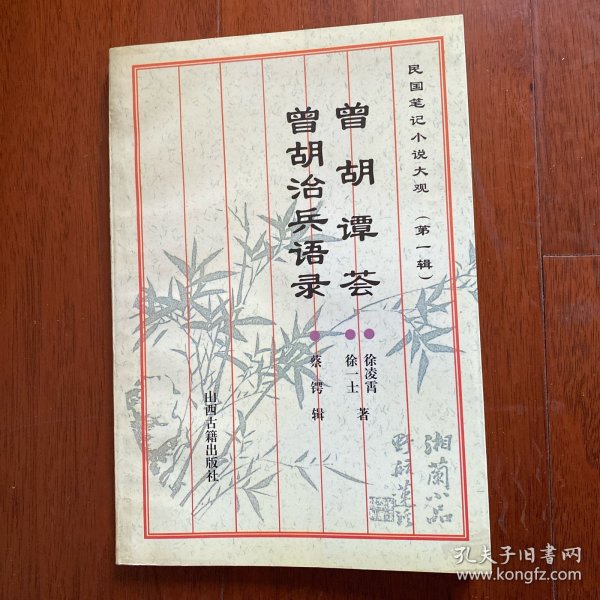 民国笔记小说大观（第一辑）
曾胡谭荟
曾胡治兵语录
徐凌霄
徐一士
著
蔡锷辑
山西古籍出版社
湘兰小品
孔夫子旧书网
www.kongfz.com